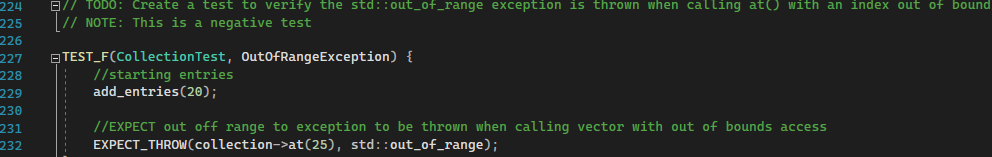 224 // TODO: Create a test to verify the std::out_of_range exception is thrown when calling at() with an index out of bound
225 // NOTE: This is a negative test
226
227 TEST_F(CollectionTest, OutOfRangeException) {
228 //starting entries
229 add_entries(20);
230
231 //EXPECT out off range to exception to be thrown when calling vector with out of bounds access
232 EXPECT_THROW(collection->at(25), std::out_of_range);